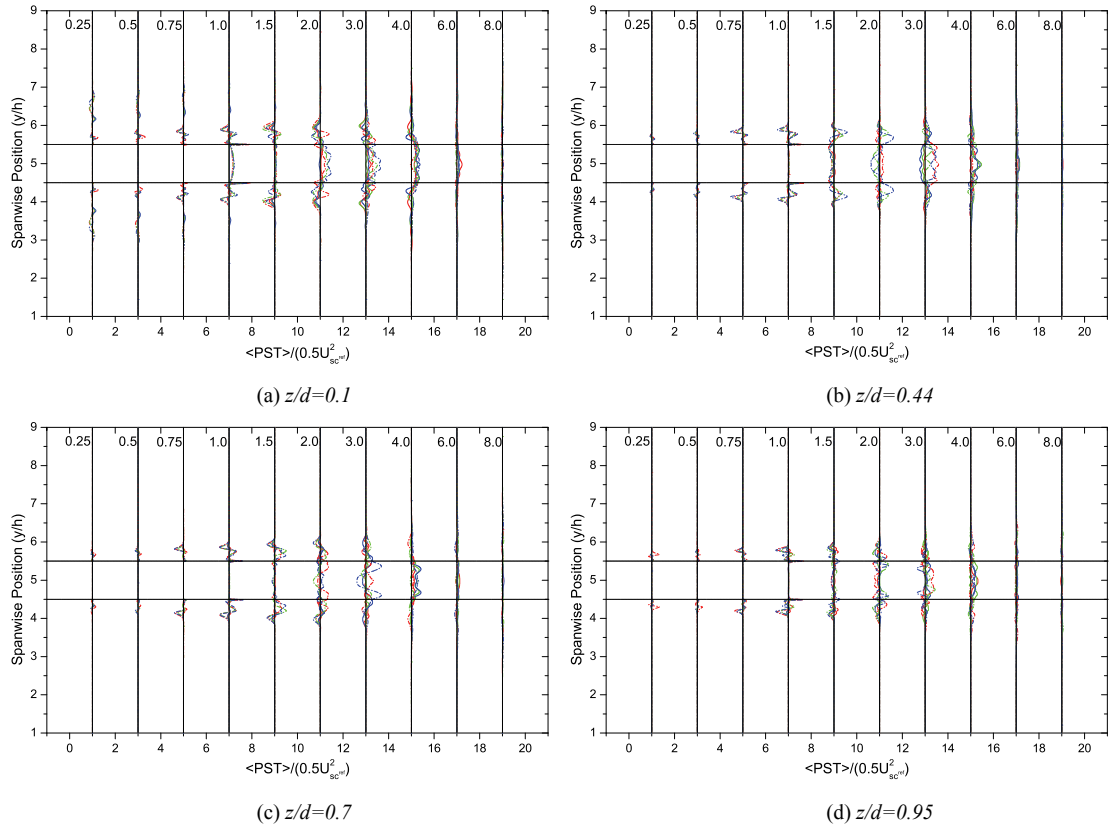 0.25 0.5 0.75 1.0 1.5 2.0 3.0 4.0 6.0 8.0
9
8
7
6
5
4
3
2
1
Spanwise Position (y/h)
0 2 4 6 8 10 12 14 16 18 20
<PST>/(0.5U²_sc^ref)
(a) z/d=0.1
0.25 0.5 0.75 1.0 1.5 2.0 3.0 4.0 6.0 8.0
9
8
7
6
5
4
3
2
1
Spanwise Position (y/h)
0 2 4 6 8 10 12 14 16 18 20
<PST>/(0.5U²_sc^ref)
(b) z/d=0.44
0.25 0.5 0.75 1.0 1.5 2.0 3.0 4.0 6.0 8.0
9
8
7
6
5
4
3
2
1
Spanwise Position (y/h)
0 2 4 6 8 10 12 14 16 18 20
<PST>/(0.5U²_sc^ref)
(c) z/d=0.7
0.25 0.5 0.75 1.0 1.5 2.0 3.0 4.0 6.0 8.0
9
8
7
6
5
4
3
2
1
Spanwise Position (y/h)
0 2 4 6 8 10 12 14 16 18 20
<PST>/(0.5U²_sc^ref)
(d) z/d=0.95